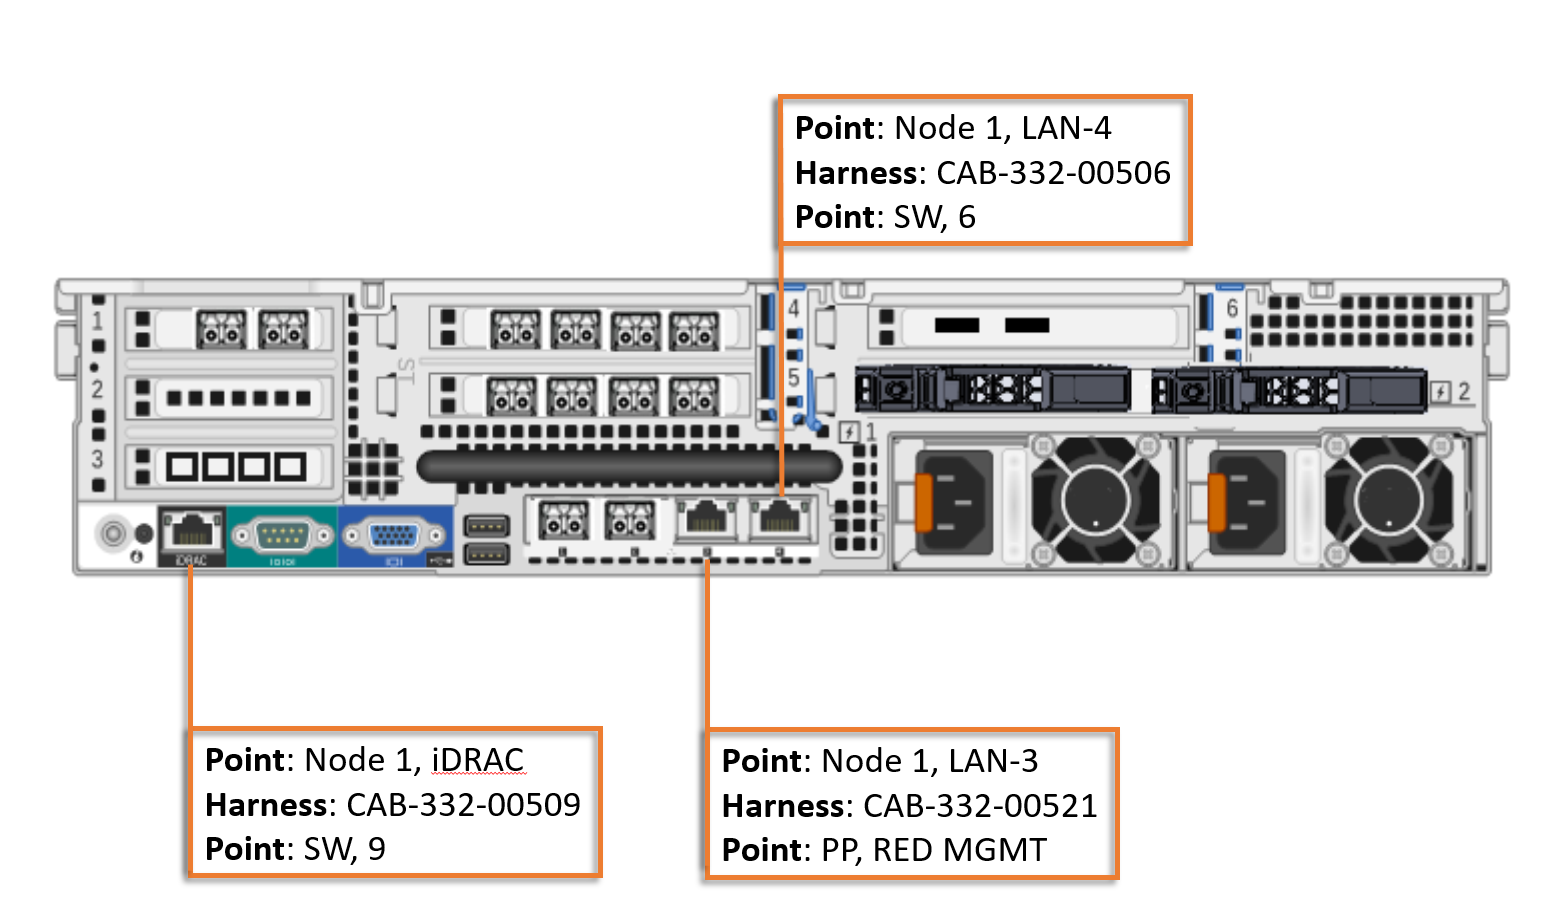 Point: Node 1, LAN-4
Harness: CAB-332-00506
Point: SW, 6
1
2
3
4
5
6
ST
1
2
iDRAC
IOIOI
Point: Node 1, iDRAC
Harness: CAB-332-00509
Point: SW, 9
Point: Node 1, LAN-3
Harness: CAB-332-00521
Point: PP, RED MGMT